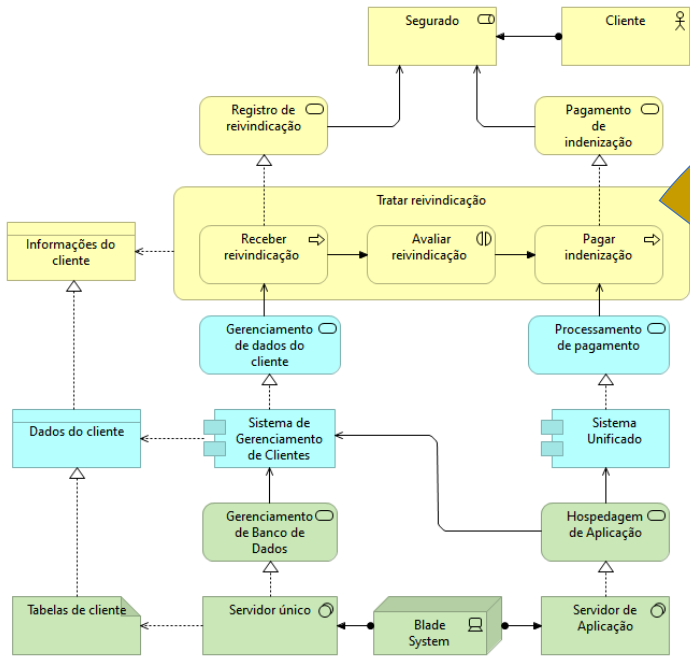 Segurado
Cliente
Registro de
reivindicação
Pagamento
de
indenização
Tratar reivindicação
Receber
reivindicação
Avaliar
reivindicação
Pagar
indenização
Informações do
cliente
Gerenciamento
de dados do
cliente
Processamento
de pagamento
Dados do cliente
Sistema de
Gerenciamento
de Clientes
Sistema
Unificado
Gerenciamento
de Banco de
Dados
Hospedagem
de Aplicação
Tabelas de cliente
Servidor único
Blade
System
Servidor de
Aplicação